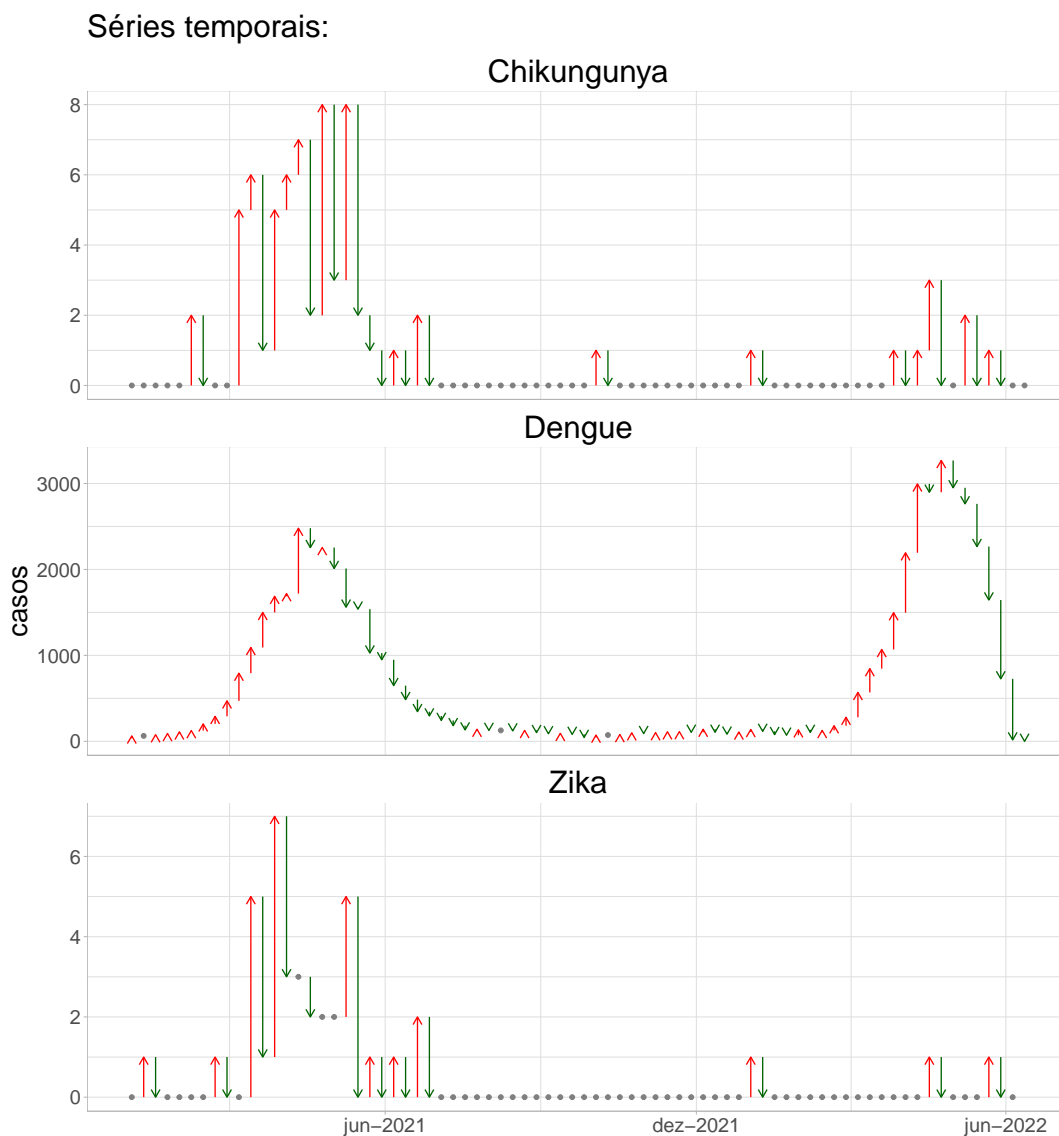 Séries temporais:
Chikungunya
8
6
4
2
0
Dengue
3000
2000
1000
0
casos
Zika
6
4
2
0
jun−2021
dez−2021
jun−2022